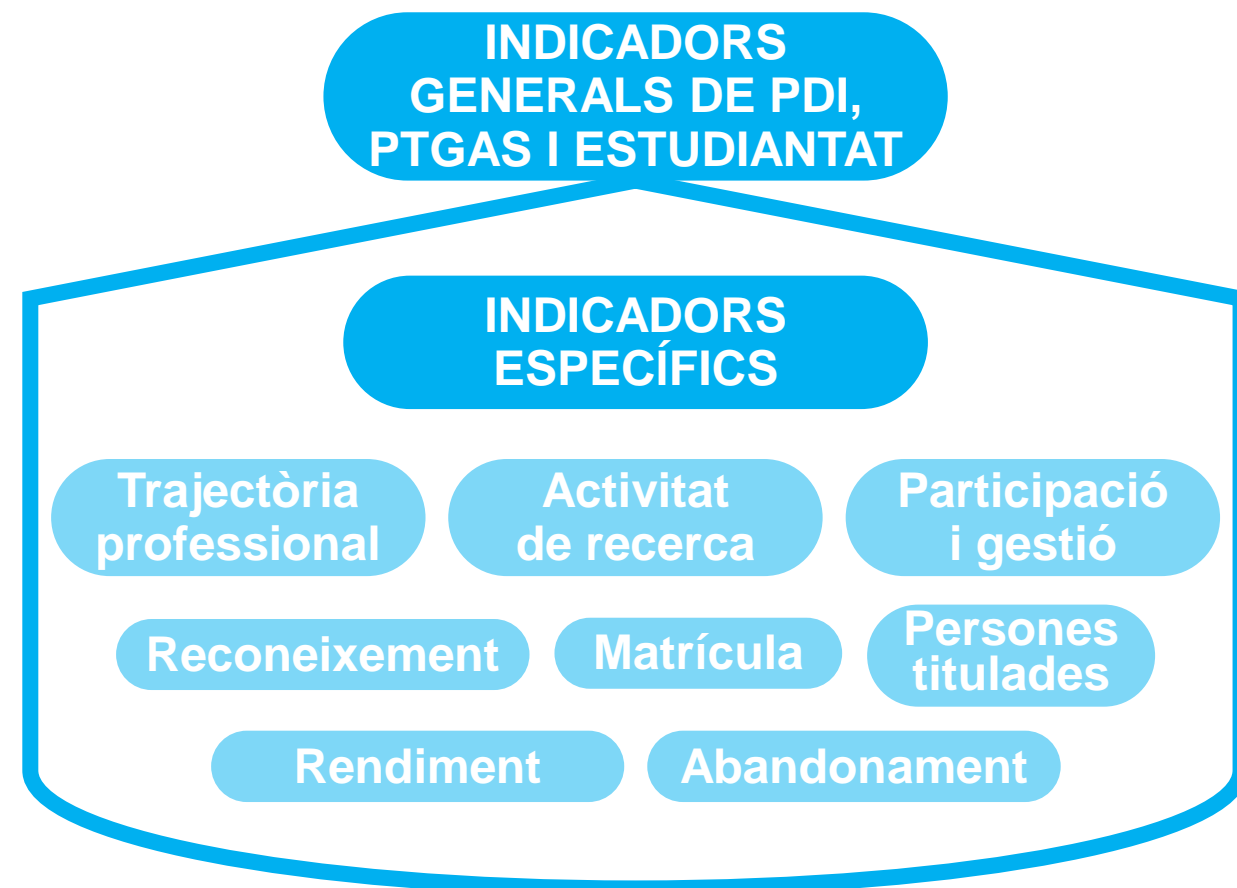 INDICADORS
GENERALS DE PDI,
PTGAS I ESTUDIANTAT
INDICADORS
ESPECÍFICS
Trajectòria
professional
Activitat
de recerca
Participació
i gestió
Reconeixement
Matrícula
Persones
titulades
Rendiment
Abandonament